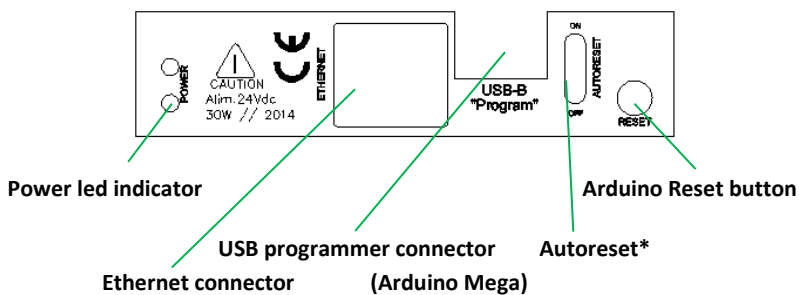 ON
POWER
CAUTION
Alim.24Vdc
30W // 2014
CE
ETHERNET
USB-B
"Program"
AUTORESET
OFF
RESET
Power led indicator
Arduino Reset button
USB programmer connector
Autoreset*
Ethernet connector
(Arduino Mega)